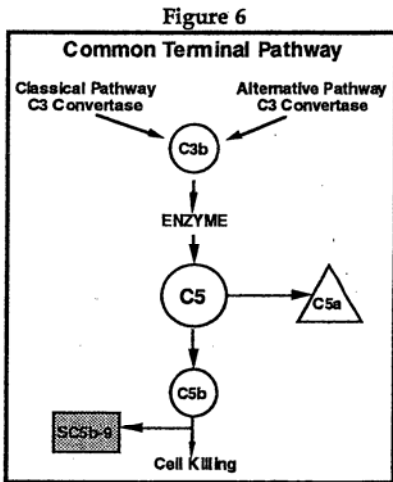 Figure 6
Common Terminal Pathway
Classical Pathway
C3 Convertase
Alternative Pathway
C3 Convertase
C3b
ENZYME
C5
C5a
C5b
SC5b-9
Cell Killing